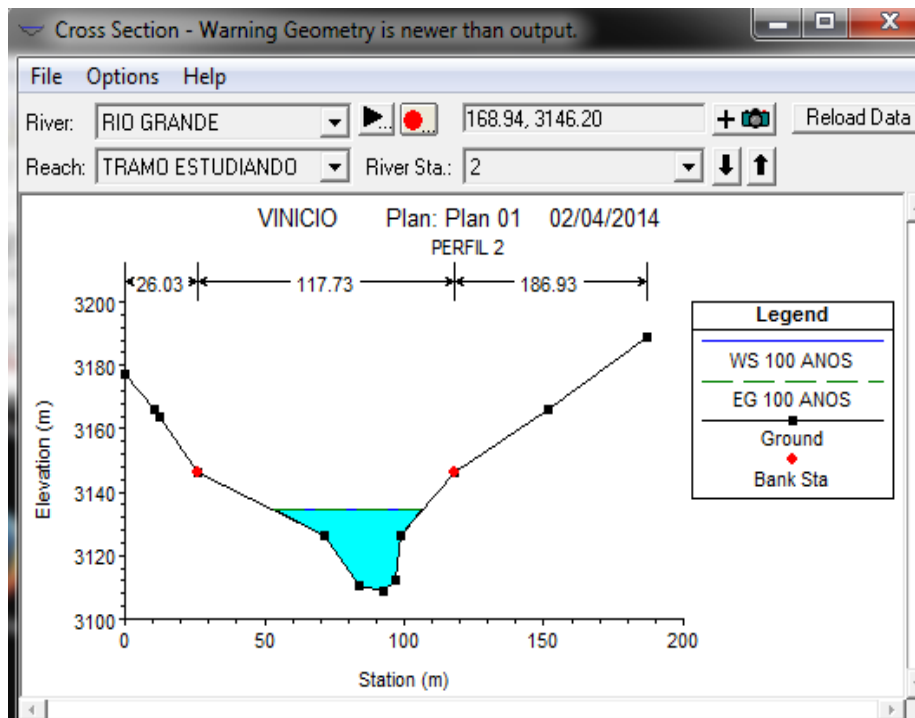 Cross Section - Warning Geometry is newer than output.
File Options Help
River: RIO GRANDE ... ... 168.94, 3146.20 + Reload Data
Reach: TRAMO ESTUDIANDO River Sta.: 2
VINICIO Plan: Plan 01 02/04/2014
PERFIL 2
26.03 117.73 186.93
3200
3180
3160
3140
3120
3100
Elevation (m)
0 50 100 150 200
Station (m)
Legend
WS 100 ANOS
EG 100 ANOS
Ground
Bank Sta